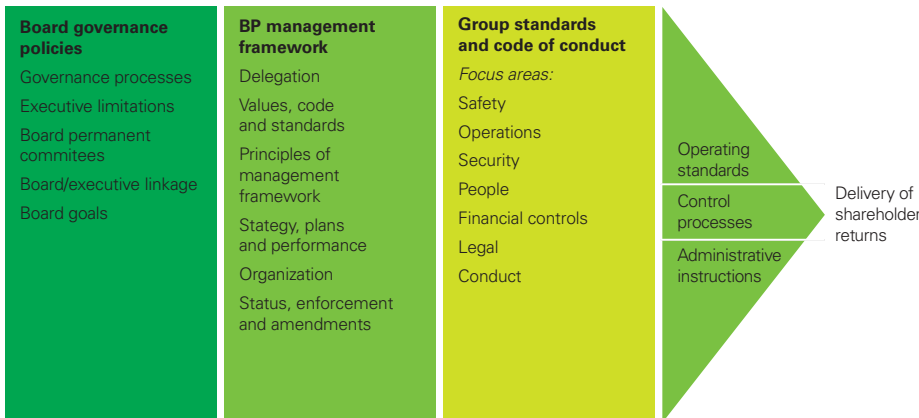 Board governance
policies
Governance processes
Executive limitations
Board permanent
commitees
Board/executive linkage
Board goals
BP management
framework
Delegation
Values, code
and standards
Principles of
management
framework
Stategy, plans
and performance
Organization
Status, enforcement
and amendments
Group standards
and code of conduct
Focus areas:
Safety
Operations
Security
People
Financial controls
Legal
Conduct
Operating
standards
Control
processes
Administrative
instructions
Delivery of
shareholder
returns